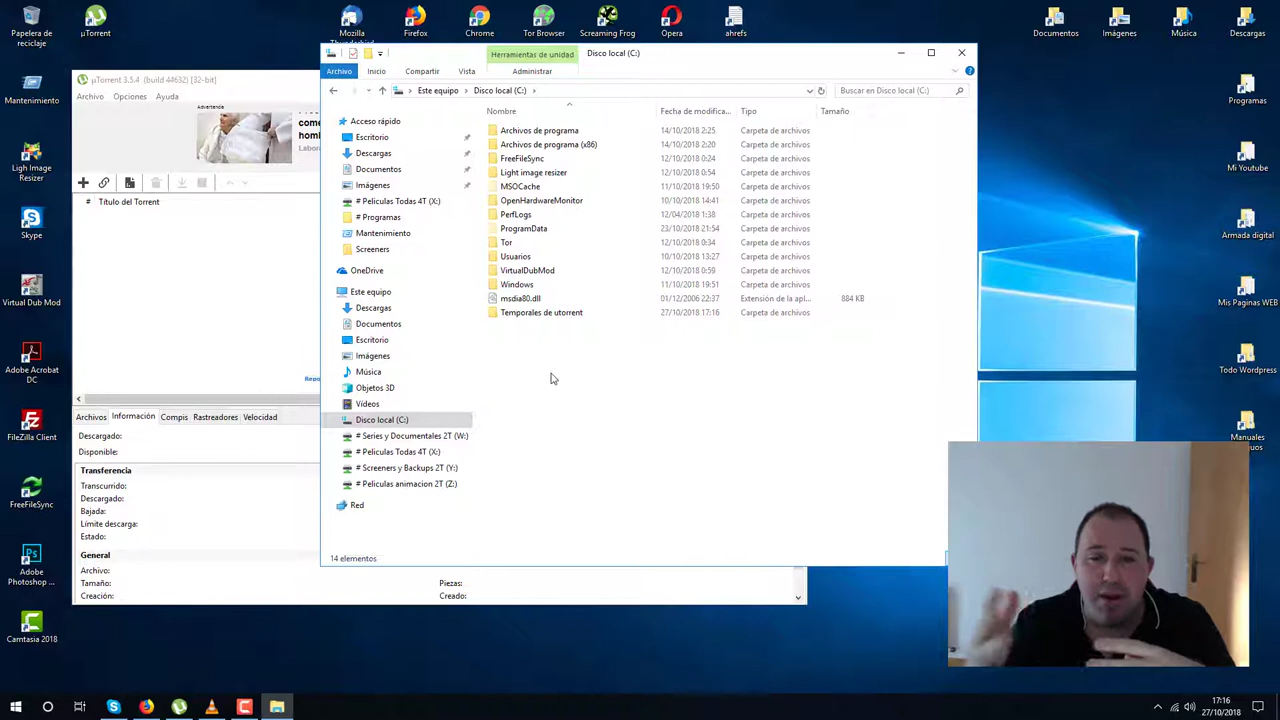 Papelera de reciclaje
µTorrent
Mozilla Thunderbird
Firefox
Chrome
Tor Browser
Screaming Frog
Opera
ahrefs
Documentos
Imágenes
Música
Descargas
Mantenimiento
Ligh Image Resizer
Skype
Virtual Dub Mod
Adobe Acrobat DC
FileZilla Client
FreeFileSync
Adobe Photoshop ...
Camtasia 2018
µTorrent 3.5.4 (build 44632) [32-bit]
Archivo Opciones Ayuda
Advertencia
# Título del Torrent
Archivos Información Compis Rastreadores Velocidad
Descargado:
Disponible:
Transferencia
Transcurrido:
Descargado:
Bajada:
Límite descarga:
Estado:
General
Archivo:
Tamaño: Piezas:
Creación: Creado:
Herramientas de unidad Disco local (C:)
Archivo Inicio Compartir Vista Administrar
Este equipo › Disco local (C:) ›
Buscar en Disco local (C:)
Acceso rápido
Escritorio
Descargas
Documentos
Imágenes
# Peliculas Todas 4T (X:)
# Programas
Mantenimiento
Screeners
OneDrive
Este equipo
Descargas
Documentos
Escritorio
Imágenes
Música
Objetos 3D
Vídeos
Disco local (C:)
# Series y Documentales 2T (W:)
# Peliculas Todas 4T (X:)
# Screeners y Backups 2T (Y:)
# Peliculas animacion 2T (Z:)
Red
Nombre Fecha de modifica... Tipo Tamaño
Archivos de programa 14/10/2018 2:25 Carpeta de archivos
Archivos de programa (x86) 14/10/2018 2:20 Carpeta de archivos
FreeFileSync 12/10/2018 0:24 Carpeta de archivos
Light image resizer 12/10/2018 0:54 Carpeta de archivos
MSOCache 11/10/2018 19:50 Carpeta de archivos
OpenHardwareMonitor 10/10/2018 14:41 Carpeta de archivos
PerfLogs 12/04/2018 1:38 Carpeta de archivos
ProgramData 23/10/2018 21:54 Carpeta de archivos
Tor 12/10/2018 0:34 Carpeta de archivos
Usuarios 10/10/2018 13:27 Carpeta de archivos
VirtualDubMod 12/10/2018 0:59 Carpeta de archivos
Windows 11/10/2018 19:51 Carpeta de archivos
msdia80.dll 01/12/2006 22:37 Extensión de la apl... 884 KB
Temporales de utorrent 27/10/2018 17:16 Carpeta de archivos
14 elementos
Programas
Mi Youtube
Armada digital
Mis Paginas WEB
Todo Wordpress
Manuales
17:16
27/10/2018